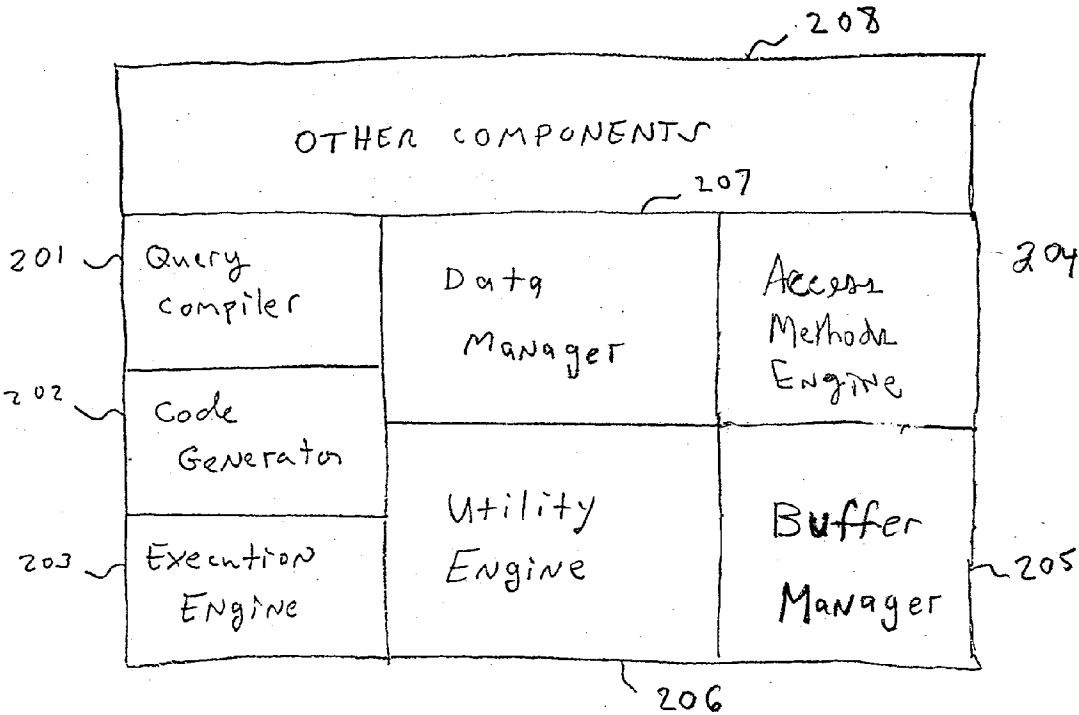 208
OTHER COMPONENTS
207
201
Query
Compiler
Data
Manager
204
Access
Methods
Engine
202
Code
Generator
203
Execution
Engine
Utility
Engine
Buffer
Manager
205
206